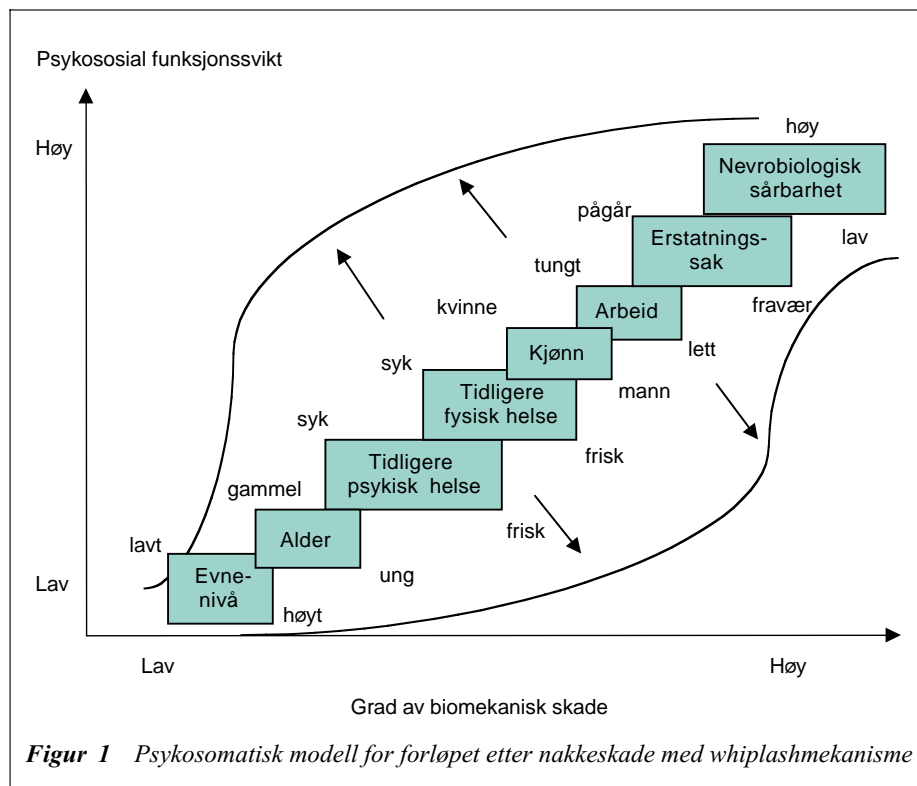 Psykososial funksjonssvikt
høy
Høy
Nevrobiologisk
sårbarhet
pågår
Erstatnings-
sak
lav
tungt
kvinne
Arbeid
fravær
Kjønn
lett
syk
mann
Tidligere
fysisk helse
syk
frisk
Tidligere
psykisk helse
gammel
frisk
lavt
Alder
ung
Lav
Evne-
nivå
høyt
Lav
Høy
Grad av biomekanisk skade
Figur 1 Psykosomatisk modell for forløpet etter nakkeskade med whiplashmekanisme